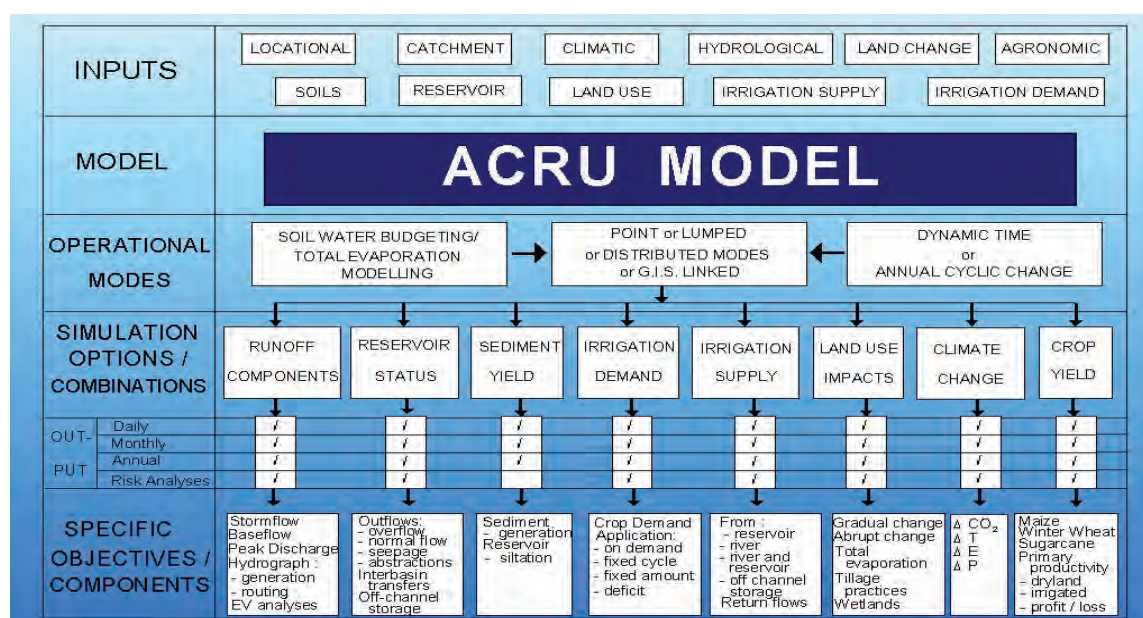 INPUTS
LOCATIONAL CATCHMENT CLIMATIC HYDROLOGICAL LAND CHANGE AGRONOMIC
SOILS RESERVOIR LAND USE IRRIGATION SUPPLY IRRIGATION DEMAND
MODEL
ACRU MODEL
OPERATIONAL
MODES
SOIL WATER BUDGETING/
TOTAL EVAPORATION
MODELLING
POINT or LUMPED
or DISTRIBUTED MODES
or G.I.S. LINKED
DYNAMIC TIME
or
ANNUAL CYCLIC CHANGE
SIMULATION
OPTIONS /
COMBINATIONS
RUNOFF
COMPONENTS
RESERVOIR
STATUS
SEDIMENT
YIELD
IRRIGATION
DEMAND
IRRIGATION
SUPPLY
LAND USE
IMPACTS
CLIMATE
CHANGE
CROP
YIELD
OUT-
PUT
Daily
Monthly
Annual
Risk Analyses
SPECIFIC
OBJECTIVES /
COMPONENTS
Stormflow
Baseflow
Peak Discharge
Hydrograph :
- generation
- routing
EV analyses
Outflows:
- overflow
- normal flow
- seepage
- abstractions
Interbasin
transfers
Off-channel
storage
Sediment
- generation
Reservoir
- siltation
Crop Demand
Application:
- on demand
- fixed cycle
- fixed amount
- deficit
From :
- reservoir
- river
- river and
reservoir
- off channel
storage
Return flows
Gradual change
Abrupt change
Total
evaporation
Tillage
practices
Wetlands
Δ CO₂
Δ T
Δ E
Δ P
Maize
Winter Wheat
Sugarcane
Primary
productivity
- dryland
- irrigated
- profit / loss